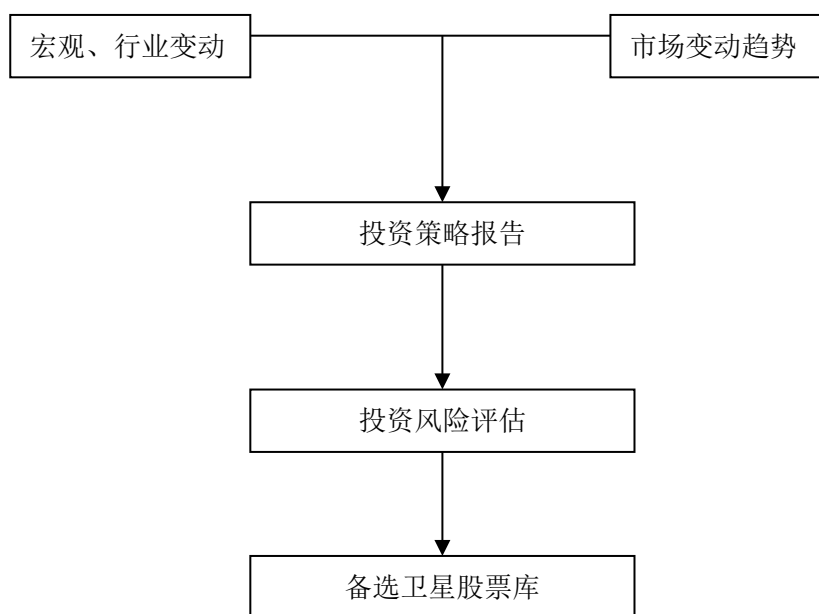 宏观、行业变动
市场变动趋势
投资策略报告
投资风险评估
备选卫星股票库